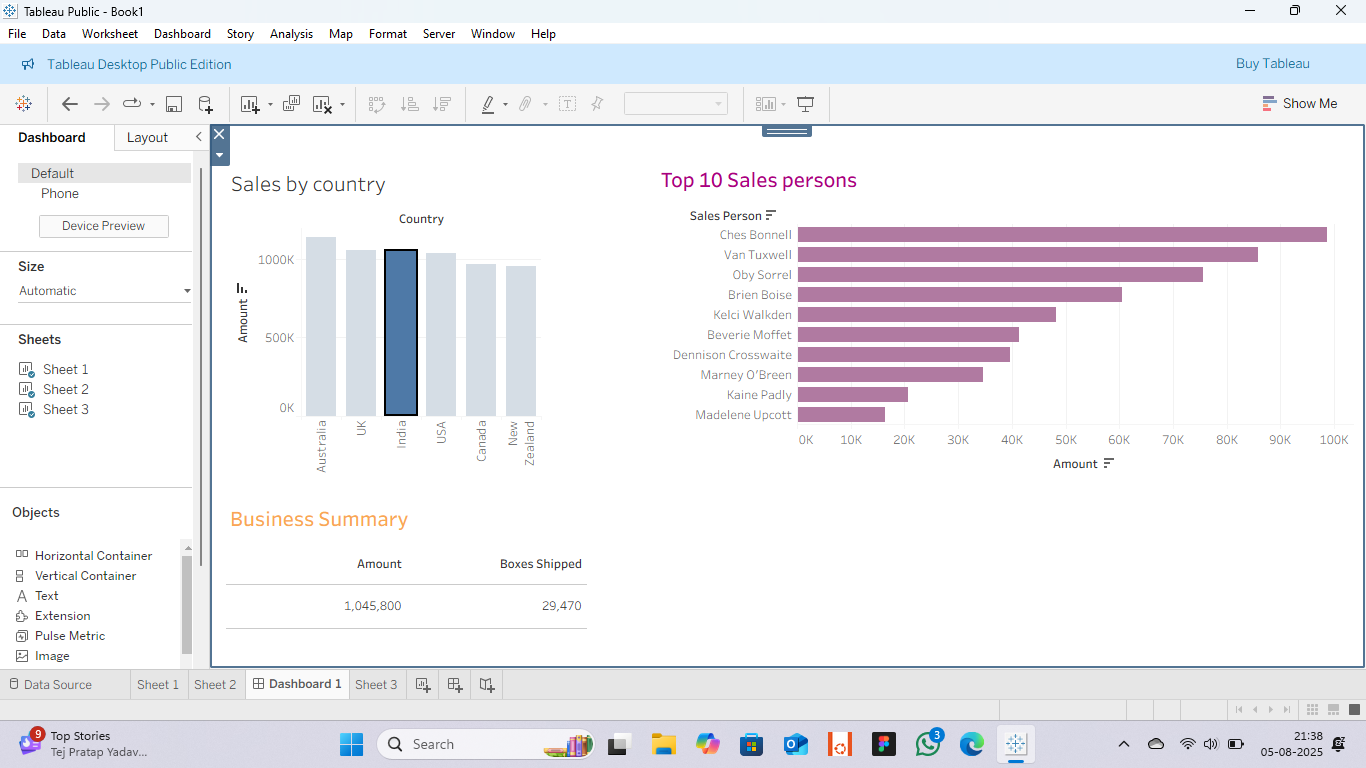 Tableau Public - Book1
File Data Worksheet Dashboard Story Analysis Map Format Server Window Help
Tableau Desktop Public Edition
Buy Tableau
Show Me
Dashboard
Layout
Default
Phone
Device Preview
Size
Automatic
Sheets
Sheet 1
Sheet 2
Sheet 3
Objects
Horizontal Container
Vertical Container
A Text
Extension
Pulse Metric
Image
Sales by country
Country
Amount
1000K
500K
0K
Australia
UK
India
USA
Canada
New
Zealand
Top 10 Sales persons
Sales Person
Ches Bonnell
Van Tuxwell
Oby Sorrel
Brien Boise
Kelci Walkden
Beverie Moffet
Dennison Crosswaite
Marney O'Breen
Kaine Padly
Madelene Upcott
0K 10K 20K 30K 40K 50K 60K 70K 80K 90K 100K
Amount
Business Summary
Amount Boxes Shipped
1,045,800 29,470
Data Source Sheet 1 Sheet 2 Dashboard 1 Sheet 3
9
Top Stories
Tej Pratap Yadav...
Search
3
21:38
05-08-2025